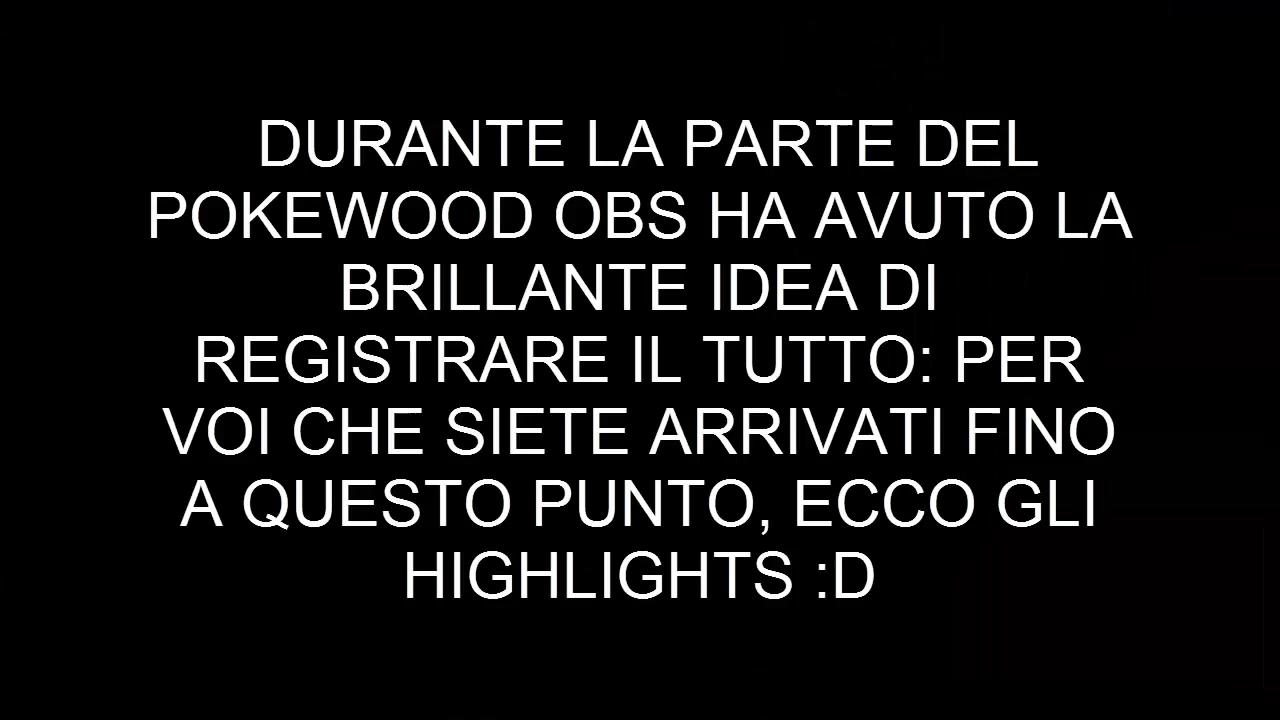 DURANTE LA PARTE DEL
POKEWOOD OBS HA AVUTO LA
BRILLANTE IDEA DI
REGISTRARE IL TUTTO: PER
VOI CHE SIETE ARRIVATI FINO
A QUESTO PUNTO, ECCO GLI
HIGHLIGHTS :D